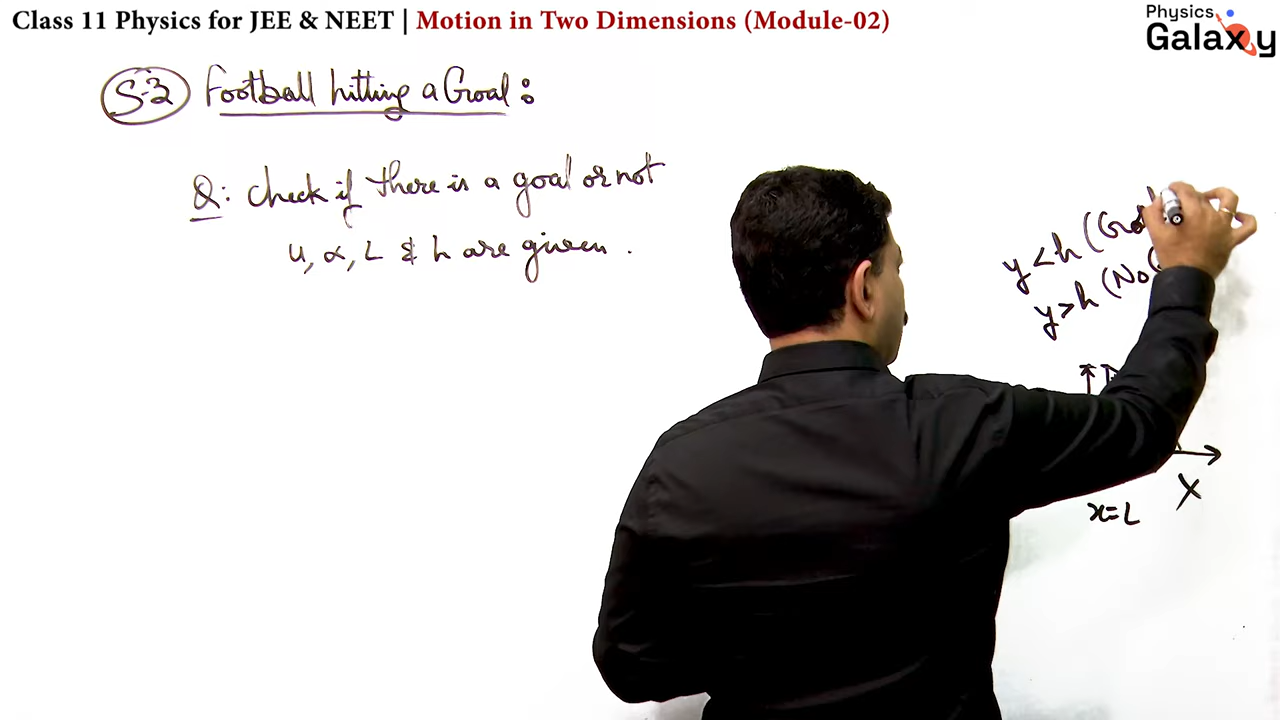 Class 11 Physics for JEE & NEET | Motion in Two Dimensions (Module-02)
Physics Galaxy
S-3 Football hitting a Goal :
Q: Check if there is a goal or not
u, α, L & h are given .
y < h (Goal
y > h (No
x=L
X